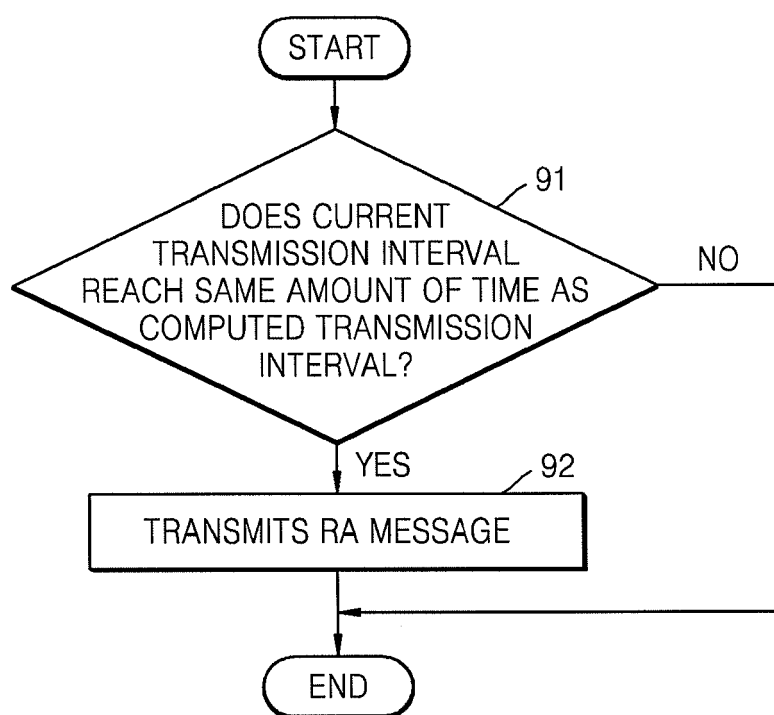 START
91
DOES CURRENT
TRANSMISSION INTERVAL
REACH SAME AMOUNT OF TIME AS
COMPUTED TRANSMISSION
INTERVAL?
NO
YES
92
TRANSMITS RA MESSAGE
END